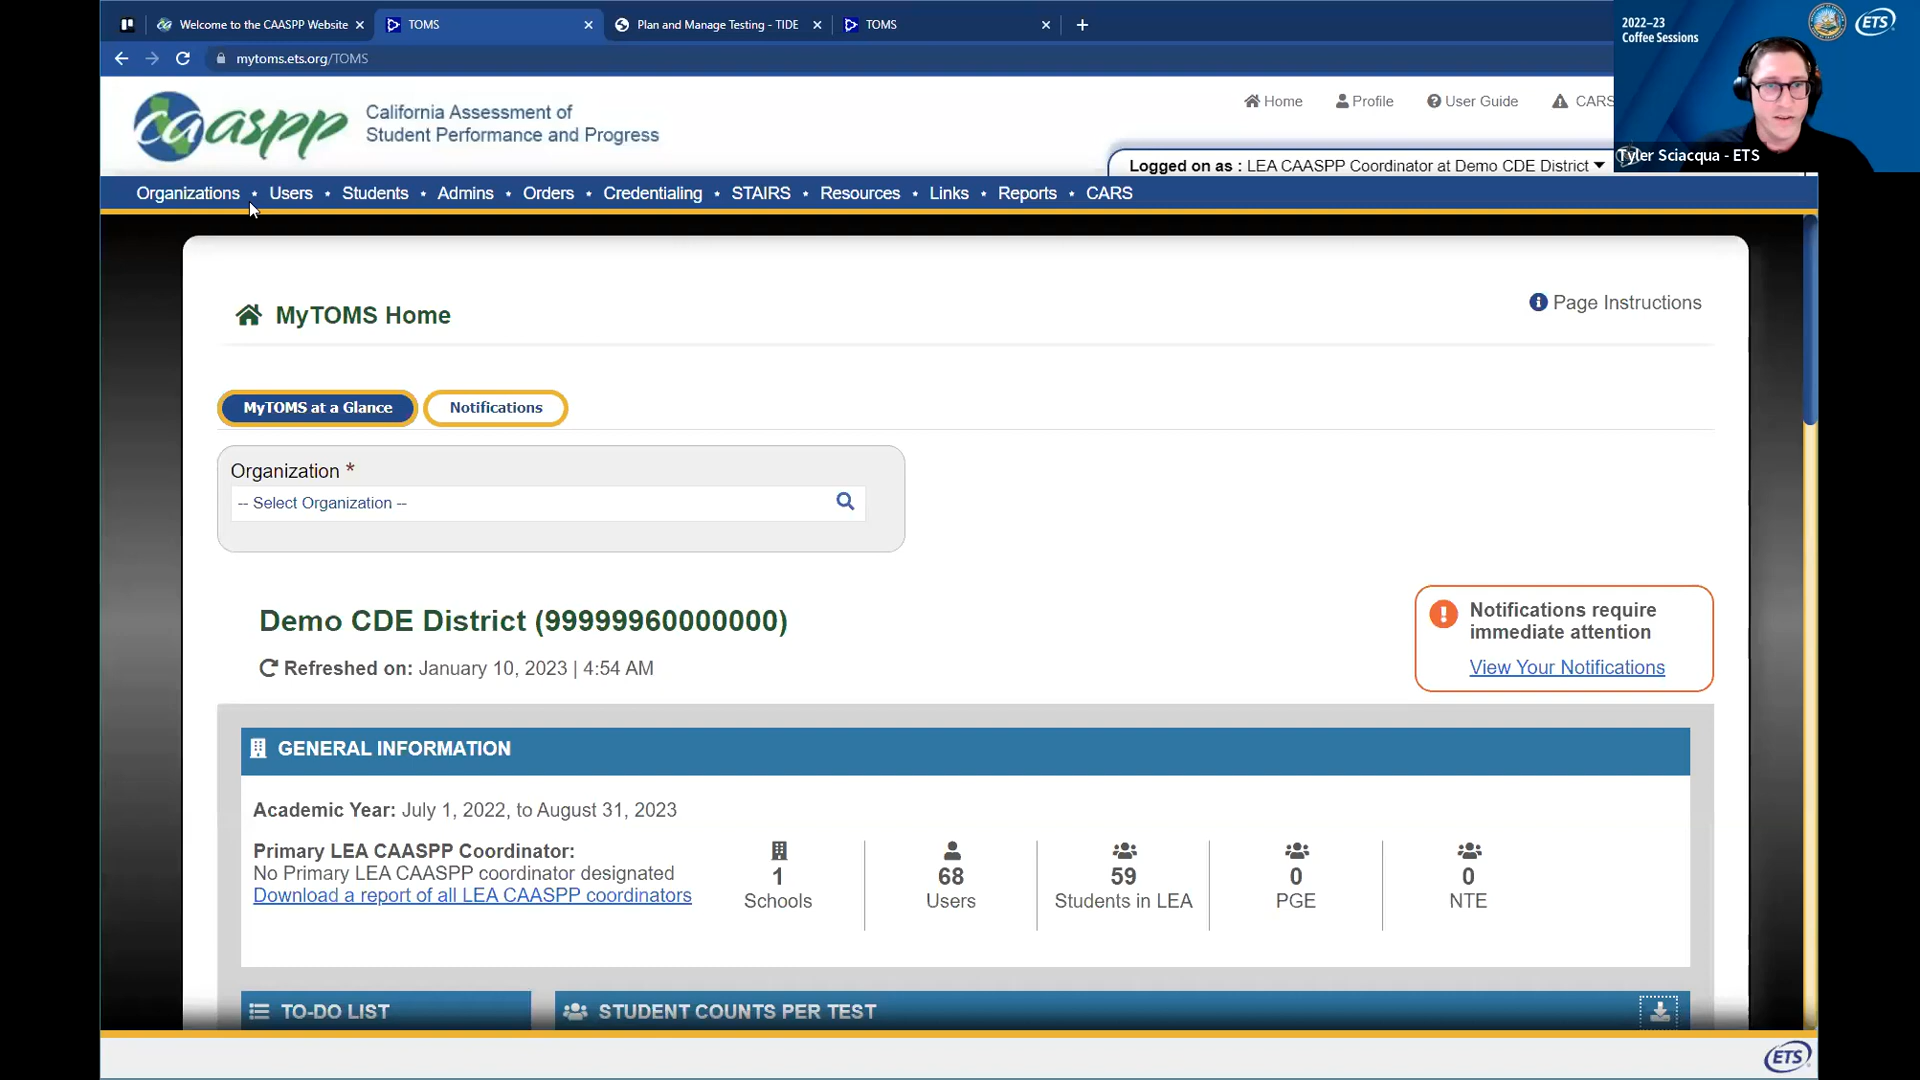 Welcome to the CAASPP Website
TOMS
Plan and Manage Testing - TIDE
TOMS
mytoms.ets.org/TOMS
2022–23
Coffee Sessions
ETS
Tyler Sciacqua - ETS
caaspp
California Assessment of
Student Performance and Progress
Home
Profile
User Guide
CARS
Logged on as : LEA CAASPP Coordinator at Demo CDE District
Organizations • Users • Students • Admins • Orders • Credentialing • STAIRS • Resources • Links • Reports • CARS
MyTOMS Home
Page Instructions
MyTOMS at a Glance
Notifications
Organization *
-- Select Organization --
Demo CDE District (99999960000000)
Refreshed on: January 10, 2023 | 4:54 AM
Notifications require
immediate attention
View Your Notifications
GENERAL INFORMATION
Academic Year: July 1, 2022, to August 31, 2023
Primary LEA CAASPP Coordinator:
No Primary LEA CAASPP coordinator designated
Download a report of all LEA CAASPP coordinators
1
Schools
68
Users
59
Students in LEA
0
PGE
0
NTE
TO-DO LIST
STUDENT COUNTS PER TEST
ETS